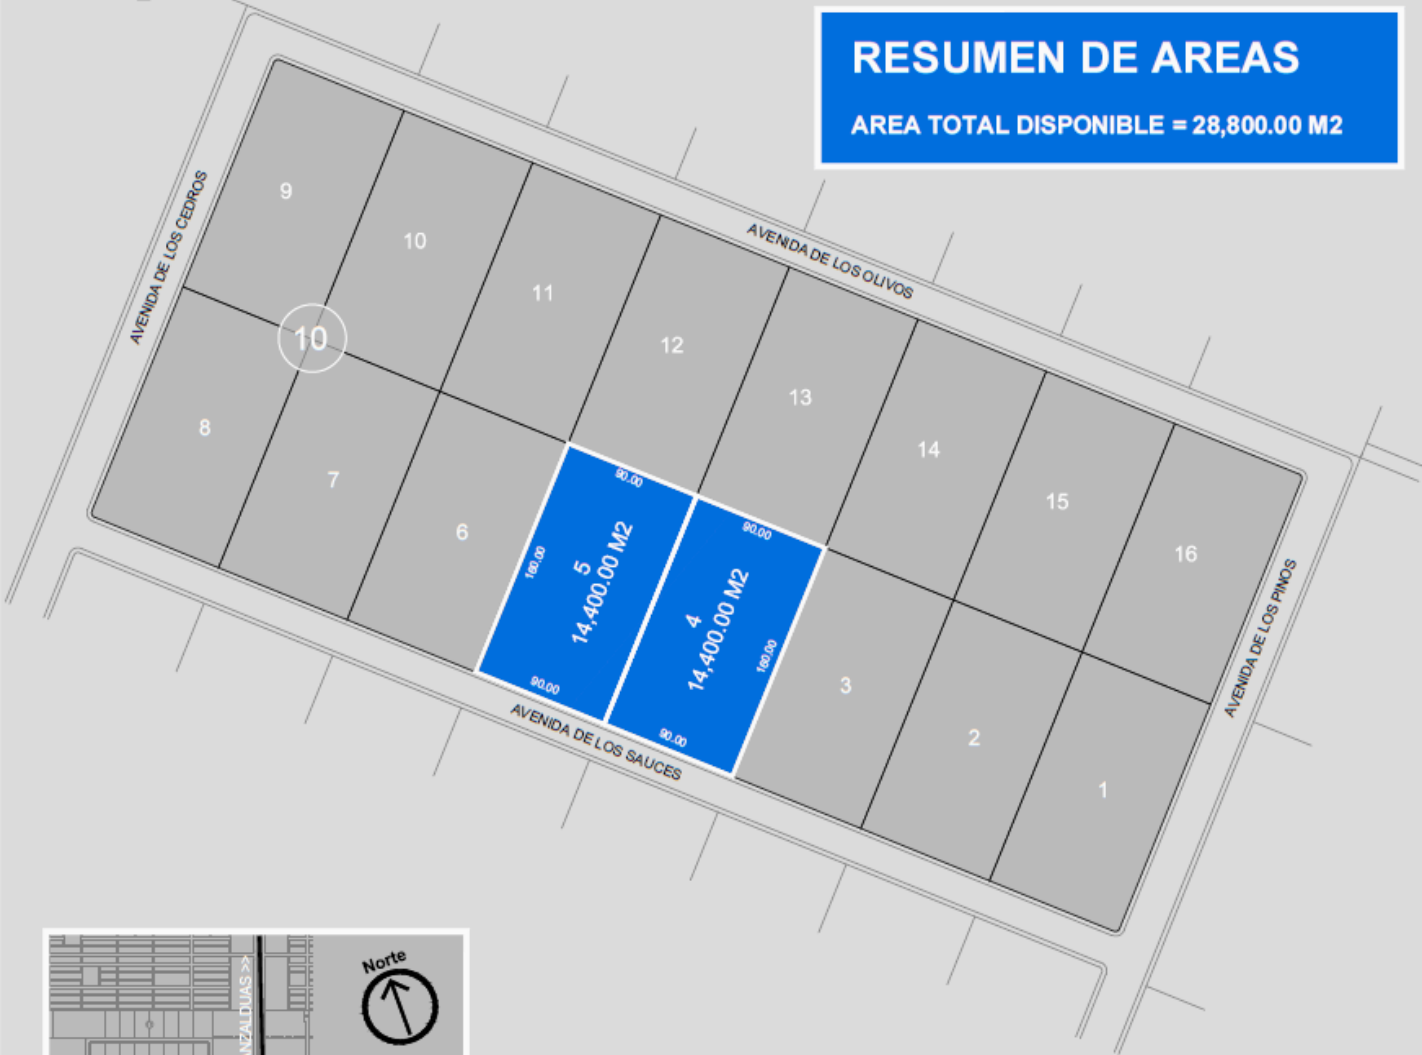 RESUMEN DE AREAS
AREA TOTAL DISPONIBLE = 28,800.00 M2
AVENIDA DE LOS CEDROS
AVENIDA DE LOS OLIVOS
9
10
11
12
13
14
15
16
10
8
7
6
90.00
160.00
5
14,400.00 M2
90.00
90.00
4
14,400.00 M2
160.00
90.00
3
2
1
AVENIDA DE LOS SAUCES
AVENIDA DE LOS PINOS
Norte
ANZALDUAS >>